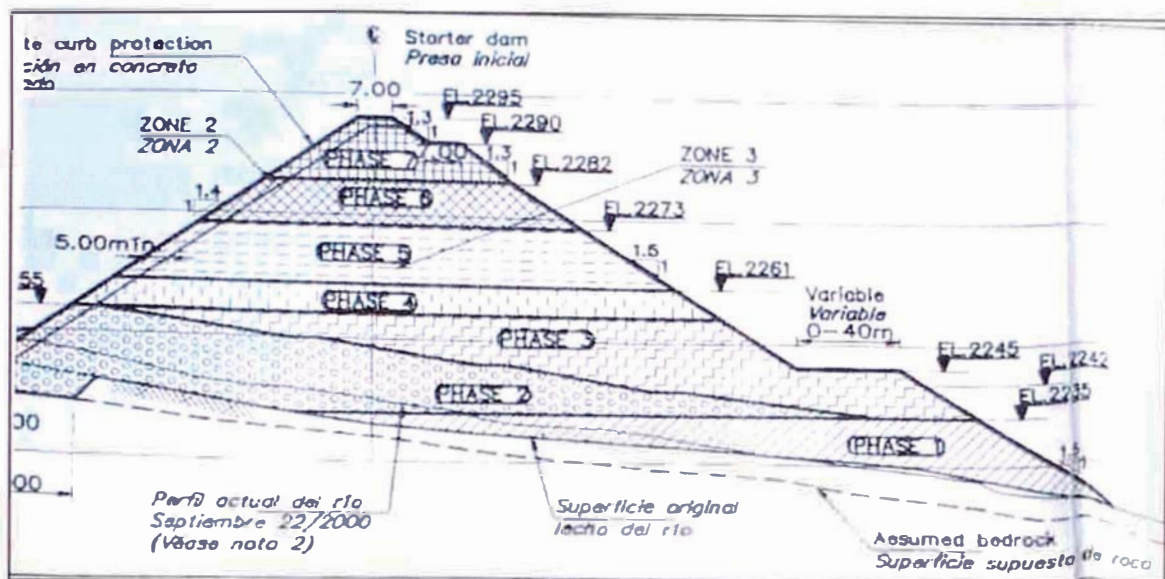 te curb protection
ción en concreto
℄ Starter dam
Presa inicial
7.00
EL.2295
1.3
1
EL.2290
ZONE 2
ZONA 2
PHASE 7
1.3
1
EL.2282
ZONE 3
ZONA 3
1.4
1
PHASE 6
EL.2273
5.00min.
PHASE 5
1.5
1
EL.2261
55
PHASE 4
Variable
Variable
0-40m
PHASE 3
EL.2245
EL.2242
PHASE 2
EL.2235
00
PHASE 1
1.5
1
00
Perfil actual del río
Septiembre 22/2000
(Véase nota 2)
Superficie original
lecho del río
Assumed bedrock
Superficie supuesta de roca